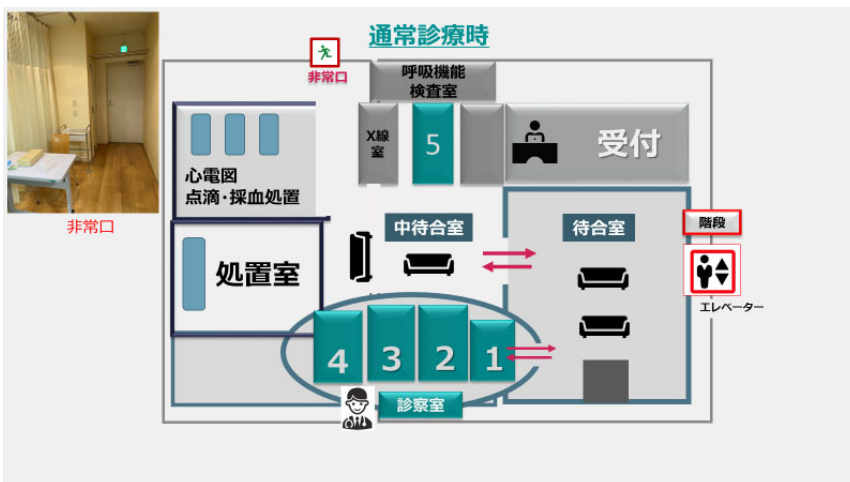 通常診療時
非常口
呼吸機能
検査室
X線
室
5
受付
心電図
点滴・採血処置
非常口
中待合室
待合室
階段
処置室
エレベーター
4
3
2
1
診察室